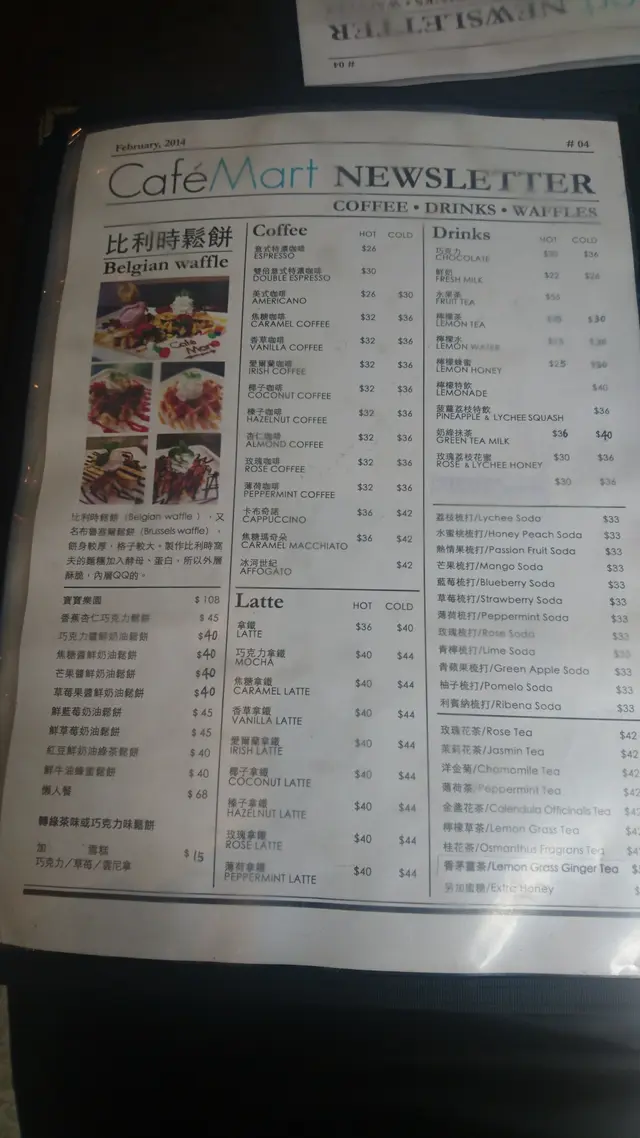 NEWSLETTER
# 04
February, 2014
# 04
CaféMart NEWSLETTER
COFFEE • DRINKS • WAFFLES
比利時鬆餅
Belgian waffle
Café Mart
比利時鬆餅（Belgian waffle），又
名布魯塞爾鬆餅（Brussels waffle），
餅身較厚，格子較大。製作比利時窩
夫的麵糰加入酵母、蛋白，所以外層
酥脆，內層QQ的。
寶寶樂園 $ 108
香蕉杏仁巧克力鬆餅 $ 45
巧克力醬鮮奶油鬆餅 $40
焦糖醬鮮奶油鬆餅 $40
芒果醬鮮奶油鬆餅 $40
草莓果醬鮮奶油鬆餅 $40
鮮藍莓奶油鬆餅 $ 45
鮮草莓奶油鬆餅 $ 45
紅豆鮮奶油綠茶鬆餅 $ 40
鮮牛油蜂蜜鬆餅 $ 40
懶人餐 $ 68
轉綠茶味或巧克力味鬆餅
加 雪糕 $ 15
巧克力／草莓／雲尼拿
Coffee HOT COLD
意式特濃咖啡 $26
ESPRESSO
雙倍意式特濃咖啡 $30
DOUBLE ESPRESSO
美式咖啡 $26 $30
AMERICANO
焦糖咖啡 $32 $36
CARAMEL COFFEE
香草咖啡 $32 $36
VANILLA COFFEE
愛爾蘭咖啡 $32 $36
IRISH COFFEE
椰子咖啡 $32 $36
COCONUT COFFEE
榛子咖啡 $32 $36
HAZELNUT COFFEE
杏仁咖啡 $32 $36
ALMOND COFFEE
玫瑰咖啡 $32 $36
ROSE COFFEE
薄荷咖啡 $32 $36
PEPPERMINT COFFEE
卡布奇諾 $36 $42
CAPPUCCINO
焦糖瑪奇朵 $36 $42
CARAMEL MACCHIATO
冰河世紀 $42
AFFOGATO
Latte HOT COLD
拿鐵 $36 $40
LATTE
巧克力拿鐵 $40 $44
MOCHA
焦糖拿鐵 $40 $44
CARAMEL LATTE
香草拿鐵 $40 $44
VANILLA LATTE
愛爾蘭拿鐵 $40 $44
IRISH LATTE
椰子拿鐵 $40 $44
COCONUT LATTE
榛子拿鐵 $40 $44
HAZELNUT LATTE
玫瑰拿鐵 $40 $44
ROSE LATTE
薄荷拿鐵 $40 $44
PEPPERMINT LATTE
Drinks HOT COLD
巧克力 $36
CHOCOLATE
鮮奶 $22
FRESH MILK
水果茶 $55
FRUIT TEA
檸檬茶 $30
LEMON TEA
檸檬水
LEMON WATER
檸檬蜂蜜 $25
LEMON HONEY
檸檬特飲 $40
LEMONADE
菠蘿荔枝特飲 $36
PINEAPPLE & LYCHEE SQUASH
奶綠抹茶 $36 $40
GREEN TEA MILK
玫瑰荔枝花蜜 $30 $36
ROSE & LYCHEE HONEY
$30 $36
荔枝梳打/Lychee Soda $33
水蜜桃梳打/Honey Peach Soda $33
熱情果梳打/Passion Fruit Soda $33
芒果梳打/Mango Soda $33
藍莓梳打/Blueberry Soda $33
草莓梳打/Strawberry Soda $33
薄荷梳打/Peppermint Soda $33
玫瑰梳打/Rose Soda $33
青檸梳打/Lime Soda
青蘋果梳打/Green Apple Soda $33
柚子梳打/Pomelo Soda $33
利賓納梳打/Ribena Soda $33
玫瑰花茶/Rose Tea $42
茉莉花茶/Jasmin Tea $42
洋金菊/Chamomile Tea $42
薄荷茶/Peppermint Tea $42
金盞花茶/Calendula Officinalis Tea
檸檬草茶/Lemon Grass Tea
桂花茶/Osmanthus Fragrans Tea
香茅薑茶/Lemon Grass Ginger Tea
另加蜜糖/Extra Honey